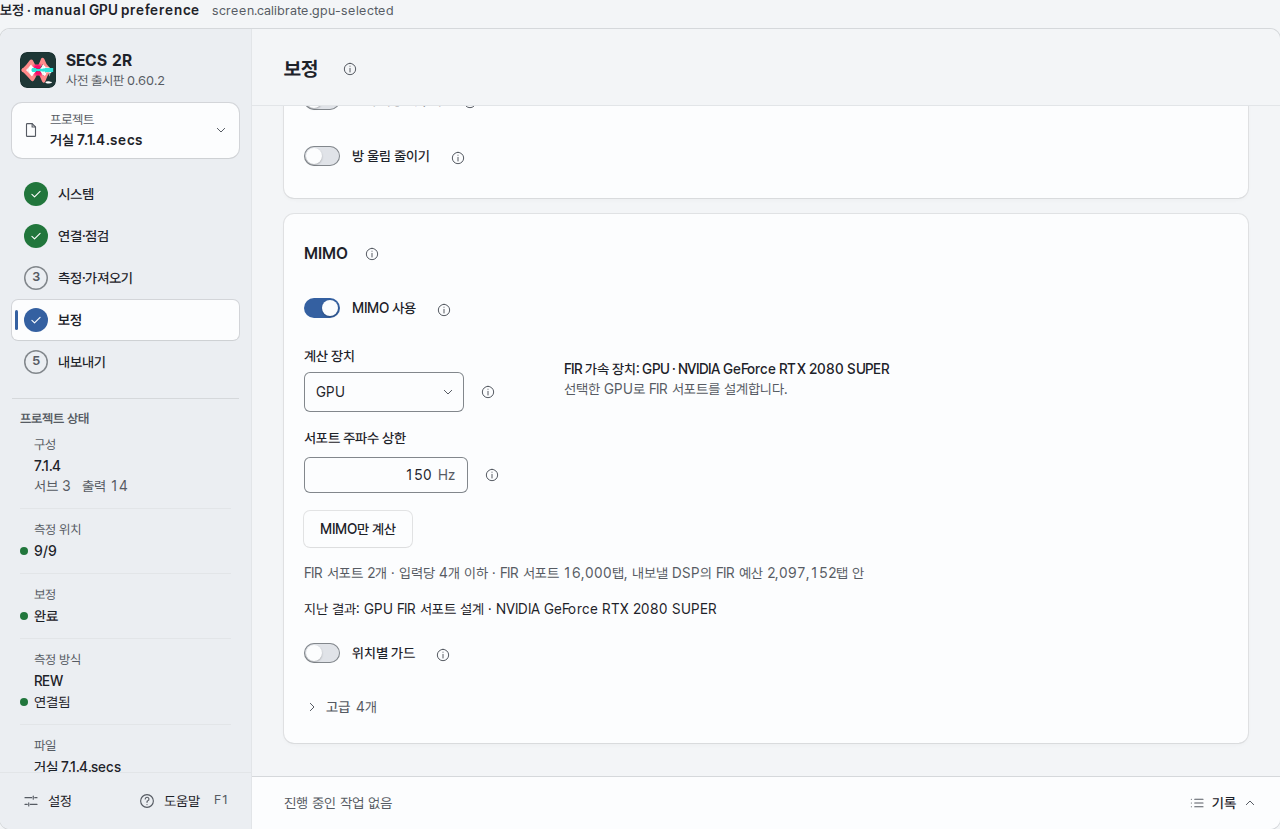 보정 · manual GPU preference screen.calibrate.gpu-selected
SECS 2R
사전 출시판 0.60.2
프로젝트
거실 7.1.4.secs
시스템
연결·점검
3 측정·가져오기
보정
5 내보내기
프로젝트 상태
구성
7.1.4
서브 3 출력 14
측정 위치
9/9
보정
완료
측정 방식
REW
연결됨
파일
거실 7.1.4.secs
설정
도움말 F1
보정
방 울림 줄이기
MIMO
MIMO 사용
계산 장치
GPU
FIR 가속 장치: GPU · NVIDIA GeForce RTX 2080 SUPER
선택한 GPU로 FIR 서포트를 설계합니다.
서포트 주파수 상한
150 Hz
MIMO만 계산
FIR 서포트 2개 · 입력당 4개 이하 · FIR 서포트 16,000탭, 내보낼 DSP의 FIR 예산 2,097,152탭 안
지난 결과: GPU FIR 서포트 설계 · NVIDIA GeForce RTX 2080 SUPER
위치별 가드
고급 4개
진행 중인 작업 없음
기록